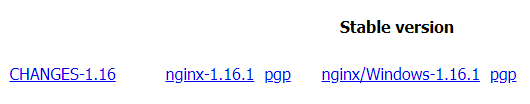 Stable version
CHANGES-1.16 nginx-1.16.1 pgp nginx/Windows-1.16.1 pgp